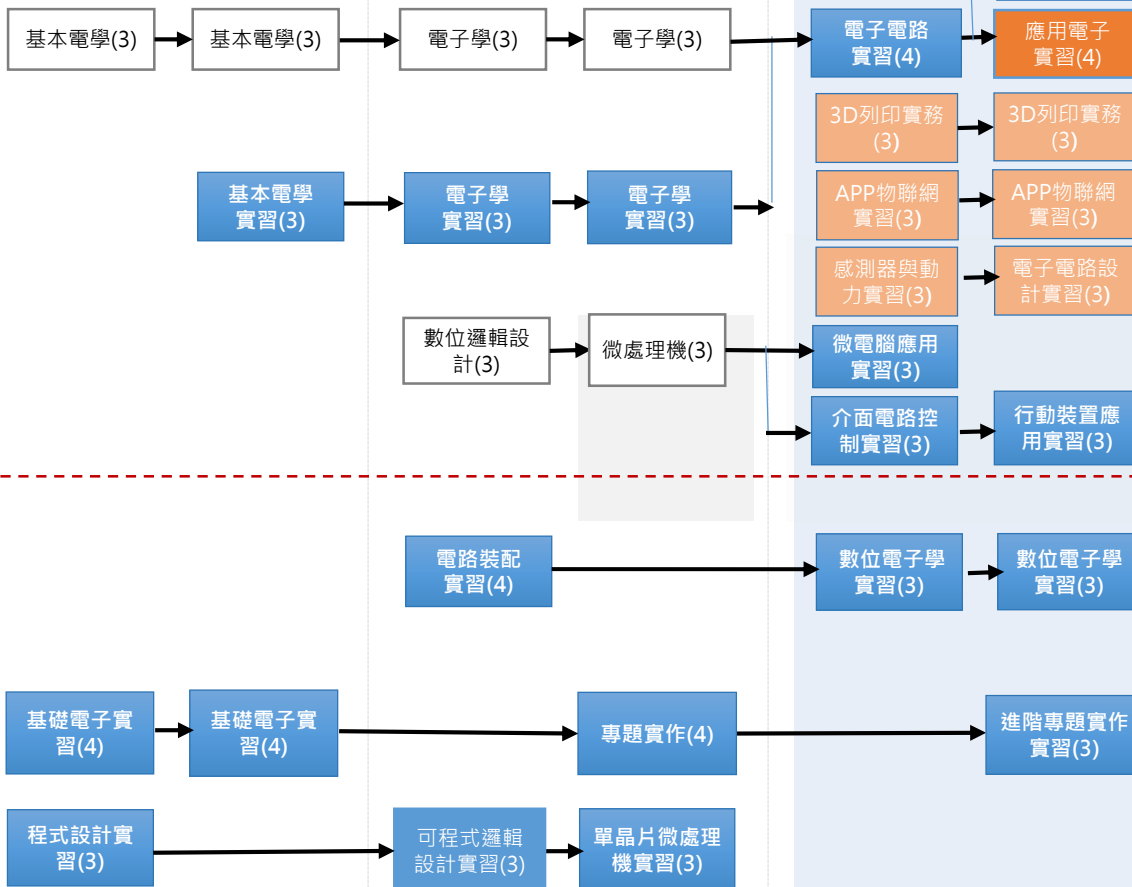 基本電學(3)
基本電學(3)
電子學(3)
電子學(3)
電子電路
實習(4)
應用電子
實習(4)
3D列印實務
(3)
3D列印實務
(3)
基本電學
實習(3)
電子學
實習(3)
電子學
實習(3)
APP物聯網
實習(3)
APP物聯網
實習(3)
感測器與動
力實習(3)
電子電路設
計實習(3)
數位邏輯設
計(3)
微處理機(3)
微電腦應用
實習(3)
介面電路控
制實習(3)
行動裝置應
用實習(3)
電路裝配
實習(4)
數位電子學
實習(3)
數位電子學
實習(3)
基礎電子實
習(4)
基礎電子實
習(4)
專題實作(4)
進階專題實作
實習(3)
程式設計實
習(3)
可程式邏輯
設計實習(3)
單晶片微處理
機實習(3)